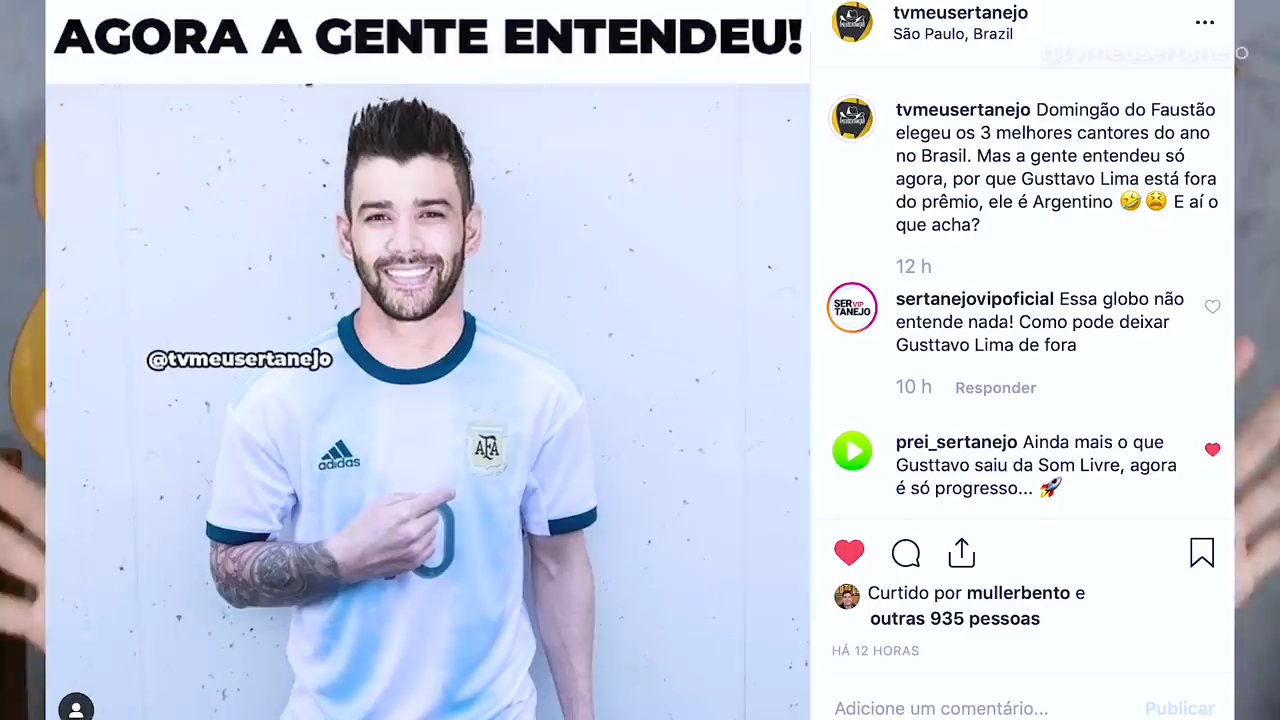 AGORA A GENTE ENTENDEU!
@tvmeusertanejo
adidas
AFA
tvmeusertanejo
São Paulo, Brazil
@tvmeusertanejo
tvmeusertanejo Domingão do Faustão
elegeu os 3 melhores cantores do ano
no Brasil. Mas a gente entendeu só
agora, por que Gusttavo Lima está fora
do prêmio, ele é Argentino 🤣😫 E aí o
que acha?
12 h
SER VIP
TANEJO
sertanejovipoficial Essa globo não
entende nada! Como pode deixar
Gusttavo Lima de fora
10 h Responder
prei_sertanejo Ainda mais o que
Gusttavo saiu da Som Livre, agora
é só progresso... 🚀
Curtido por mullerbento e
outras 935 pessoas
HÁ 12 HORAS
Adicione um comentário... Publicar